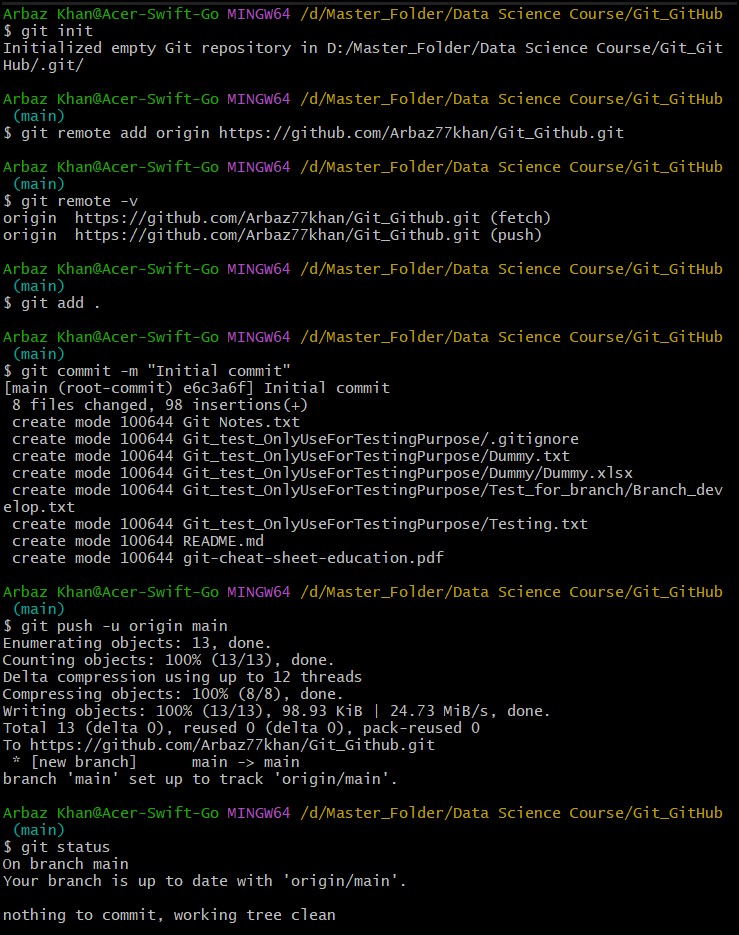 Arbaz Khan@Acer-Swift-Go MINGW64 /d/Master_Folder/Data Science Course/Git_GitHub
$ git init
Initialized empty Git repository in D:/Master_Folder/Data Science Course/Git_Git
Hub/.git/
Arbaz Khan@Acer-Swift-Go MINGW64 /d/Master_Folder/Data Science Course/Git_GitHub
(main)
$ git remote add origin https://github.com/Arbaz77khan/Git_Github.git
Arbaz Khan@Acer-Swift-Go MINGW64 /d/Master_Folder/Data Science Course/Git_GitHub
(main)
$ git remote -v
origin  https://github.com/Arbaz77khan/Git_Github.git (fetch)
origin  https://github.com/Arbaz77khan/Git_Github.git (push)
Arbaz Khan@Acer-Swift-Go MINGW64 /d/Master_Folder/Data Science Course/Git_GitHub
(main)
$ git add .
Arbaz Khan@Acer-Swift-Go MINGW64 /d/Master_Folder/Data Science Course/Git_GitHub
(main)
$ git commit -m "Initial commit"
[main (root-commit) e6c3a6f] Initial commit
8 files changed, 98 insertions(+)
create mode 100644 Git Notes.txt
create mode 100644 Git_test_OnlyUseForTestingPurpose/.gitignore
create mode 100644 Git_test_OnlyUseForTestingPurpose/Dummy.txt
create mode 100644 Git_test_OnlyUseForTestingPurpose/Dummy/Dummy.xlsx
create mode 100644 Git_test_OnlyUseForTestingPurpose/Test_for_branch/Branch_dev
elop.txt
create mode 100644 Git_test_OnlyUseForTestingPurpose/Testing.txt
create mode 100644 README.md
create mode 100644 git-cheat-sheet-education.pdf
Arbaz Khan@Acer-Swift-Go MINGW64 /d/Master_Folder/Data Science Course/Git_GitHub
(main)
$ git push -u origin main
Enumerating objects: 13, done.
Counting objects: 100% (13/13), done.
Delta compression using up to 12 threads
Compressing objects: 100% (8/8), done.
Writing objects: 100% (13/13), 98.93 KiB | 24.73 MiB/s, done.
Total 13 (delta 0), reused 0 (delta 0), pack-reused 0
To https://github.com/Arbaz77khan/Git_Github.git
* [new branch]      main -> main
branch 'main' set up to track 'origin/main'.
Arbaz Khan@Acer-Swift-Go MINGW64 /d/Master_Folder/Data Science Course/Git_GitHub
(main)
$ git status
On branch main
Your branch is up to date with 'origin/main'.
nothing to commit, working tree clean